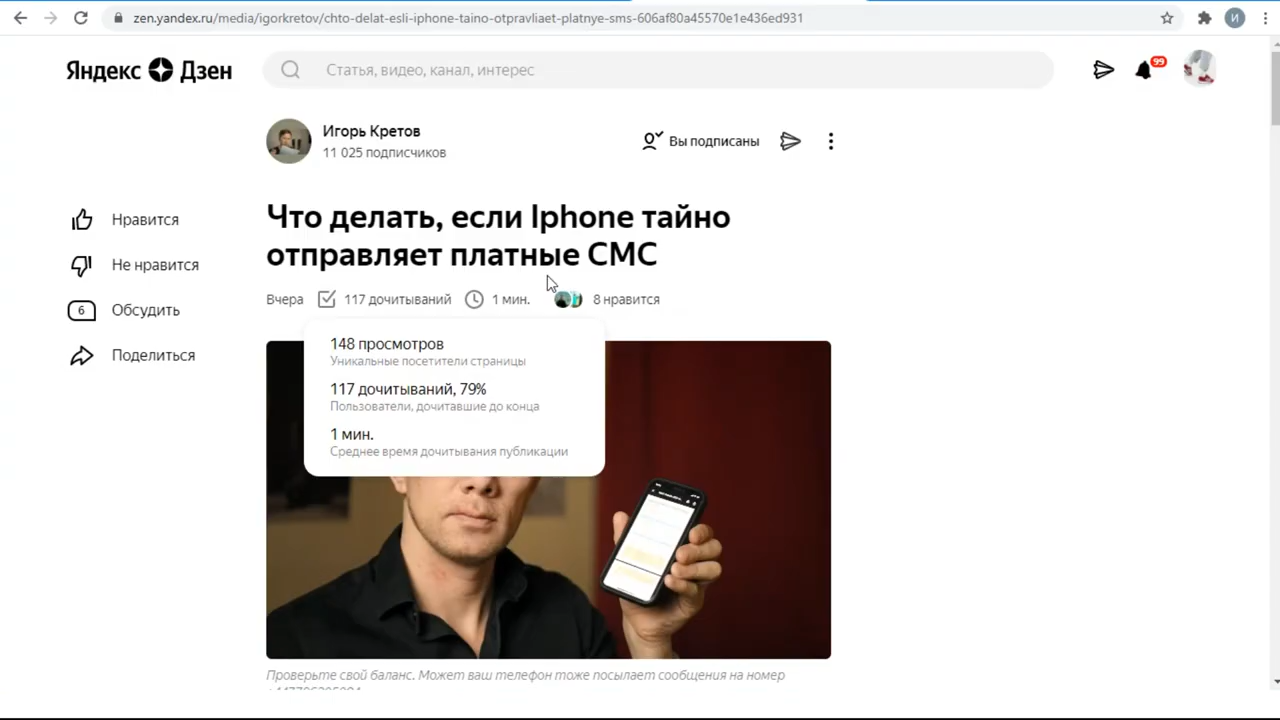 zen.yandex.ru/media/igorkretov/chto-delat-esli-iphone-taino-otpravliaet-platnye-sms-606af80a45570e1e436ed931
И
Яндекс Дзен
Статья, видео, канал, интерес
99
Игорь Кретов
11 025 подписчиков
Вы подписаны
Нравится
Не нравится
6 Обсудить
Поделиться
Что делать, если Iphone тайно
отправляет платные СМС
Вчера 117 дочитываний 1 мин. 8 нравится
148 просмотров
Уникальные посетители страницы
117 дочитываний, 79%
Пользователи, дочитавшие до конца
1 мин.
Среднее время дочитывания публикации
Проверьте свой баланс. Может ваш телефон тоже посылает сообщения на номер